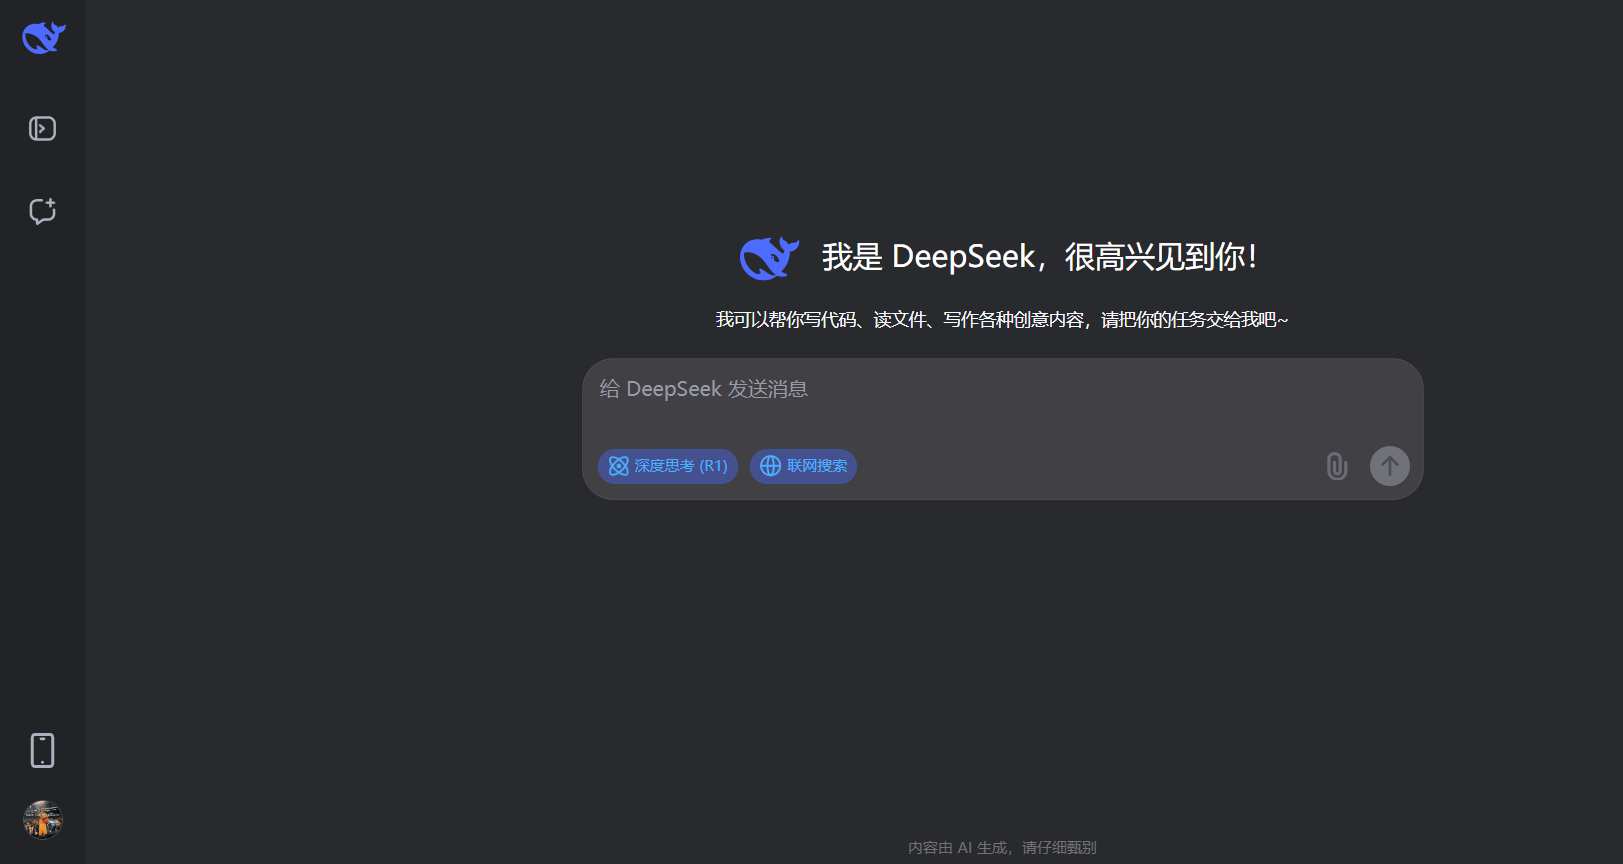 我是 DeepSeek，很高兴见到你！
我可以帮你写代码、读文件、写作各种创意内容，请把你的任务交给我吧~
给 DeepSeek 发送消息
深度思考 (R1)
联网搜索
内容由 AI 生成，请仔细甄别